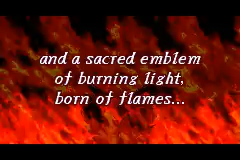 and a sacred emblem
of burning light,
born of flames...